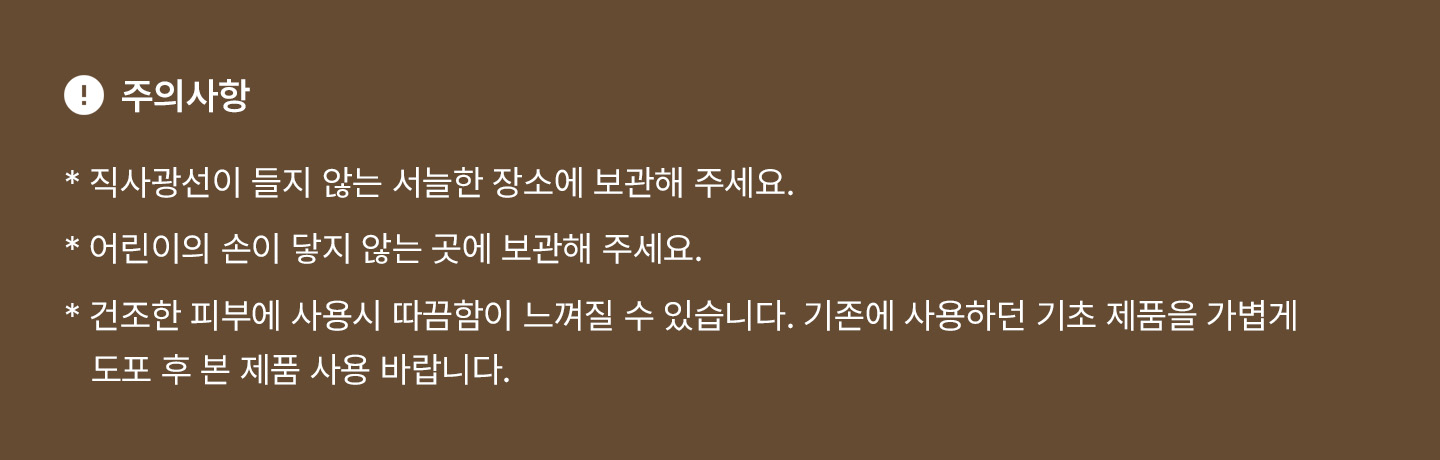 주의사항
* 직사광선이 들지 않는 서늘한 장소에 보관해 주세요.
* 어린이의 손이 닿지 않는 곳에 보관해 주세요.
* 건조한 피부에 사용시 따끔함이 느껴질 수 있습니다. 기존에 사용하던 기초 제품을 가볍게
도포 후 본 제품 사용 바랍니다.